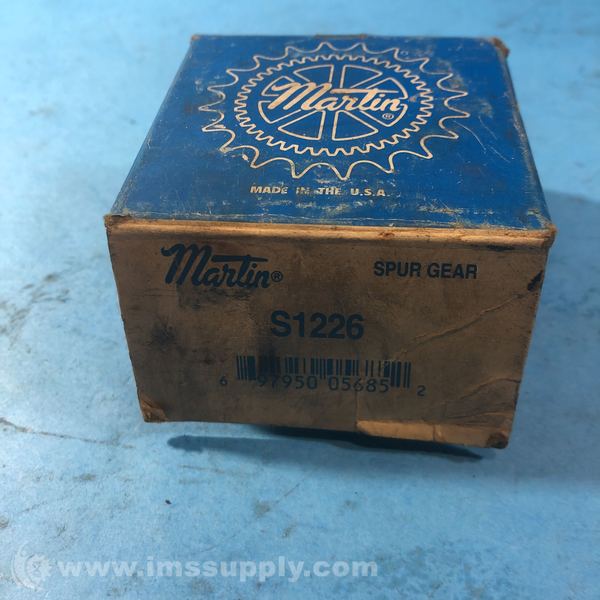 Martin®
MADE IN THE U.S.A.
Martin® SPUR GEAR
S1226
6 97950 05685 2
www.imssupply.com